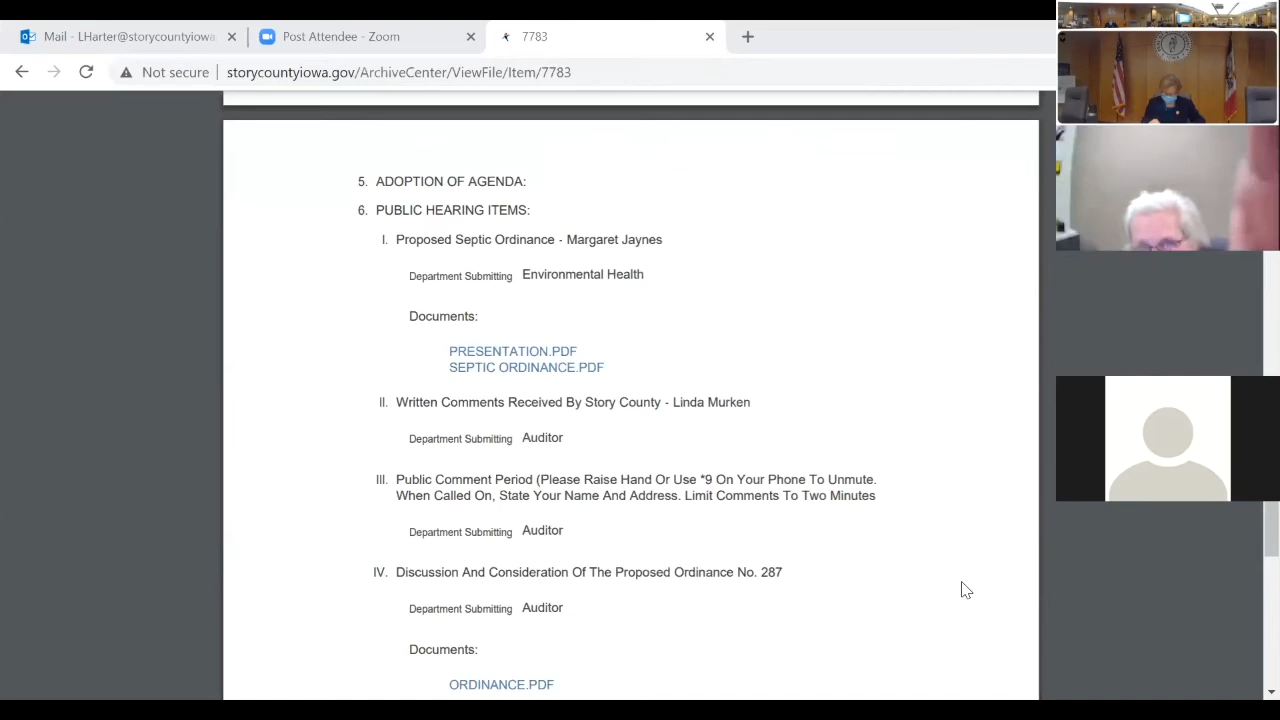 Mail - LHarter@storycountyiowa
Post Attendee - Zoom
7783
Not secure
storycountyiowa.gov/ArchiveCenter/ViewFile/Item/7783
5. ADOPTION OF AGENDA:
6. PUBLIC HEARING ITEMS:
I. Proposed Septic Ordinance - Margaret Jaynes
Department Submitting Environmental Health
Documents:
PRESENTATION.PDF
SEPTIC ORDINANCE.PDF
II. Written Comments Received By Story County - Linda Murken
Department Submitting Auditor
III. Public Comment Period (Please Raise Hand Or Use *9 On Your Phone To Unmute.
When Called On, State Your Name And Address. Limit Comments To Two Minutes
Department Submitting Auditor
IV. Discussion And Consideration Of The Proposed Ordinance No. 287
Department Submitting Auditor
Documents:
ORDINANCE.PDF